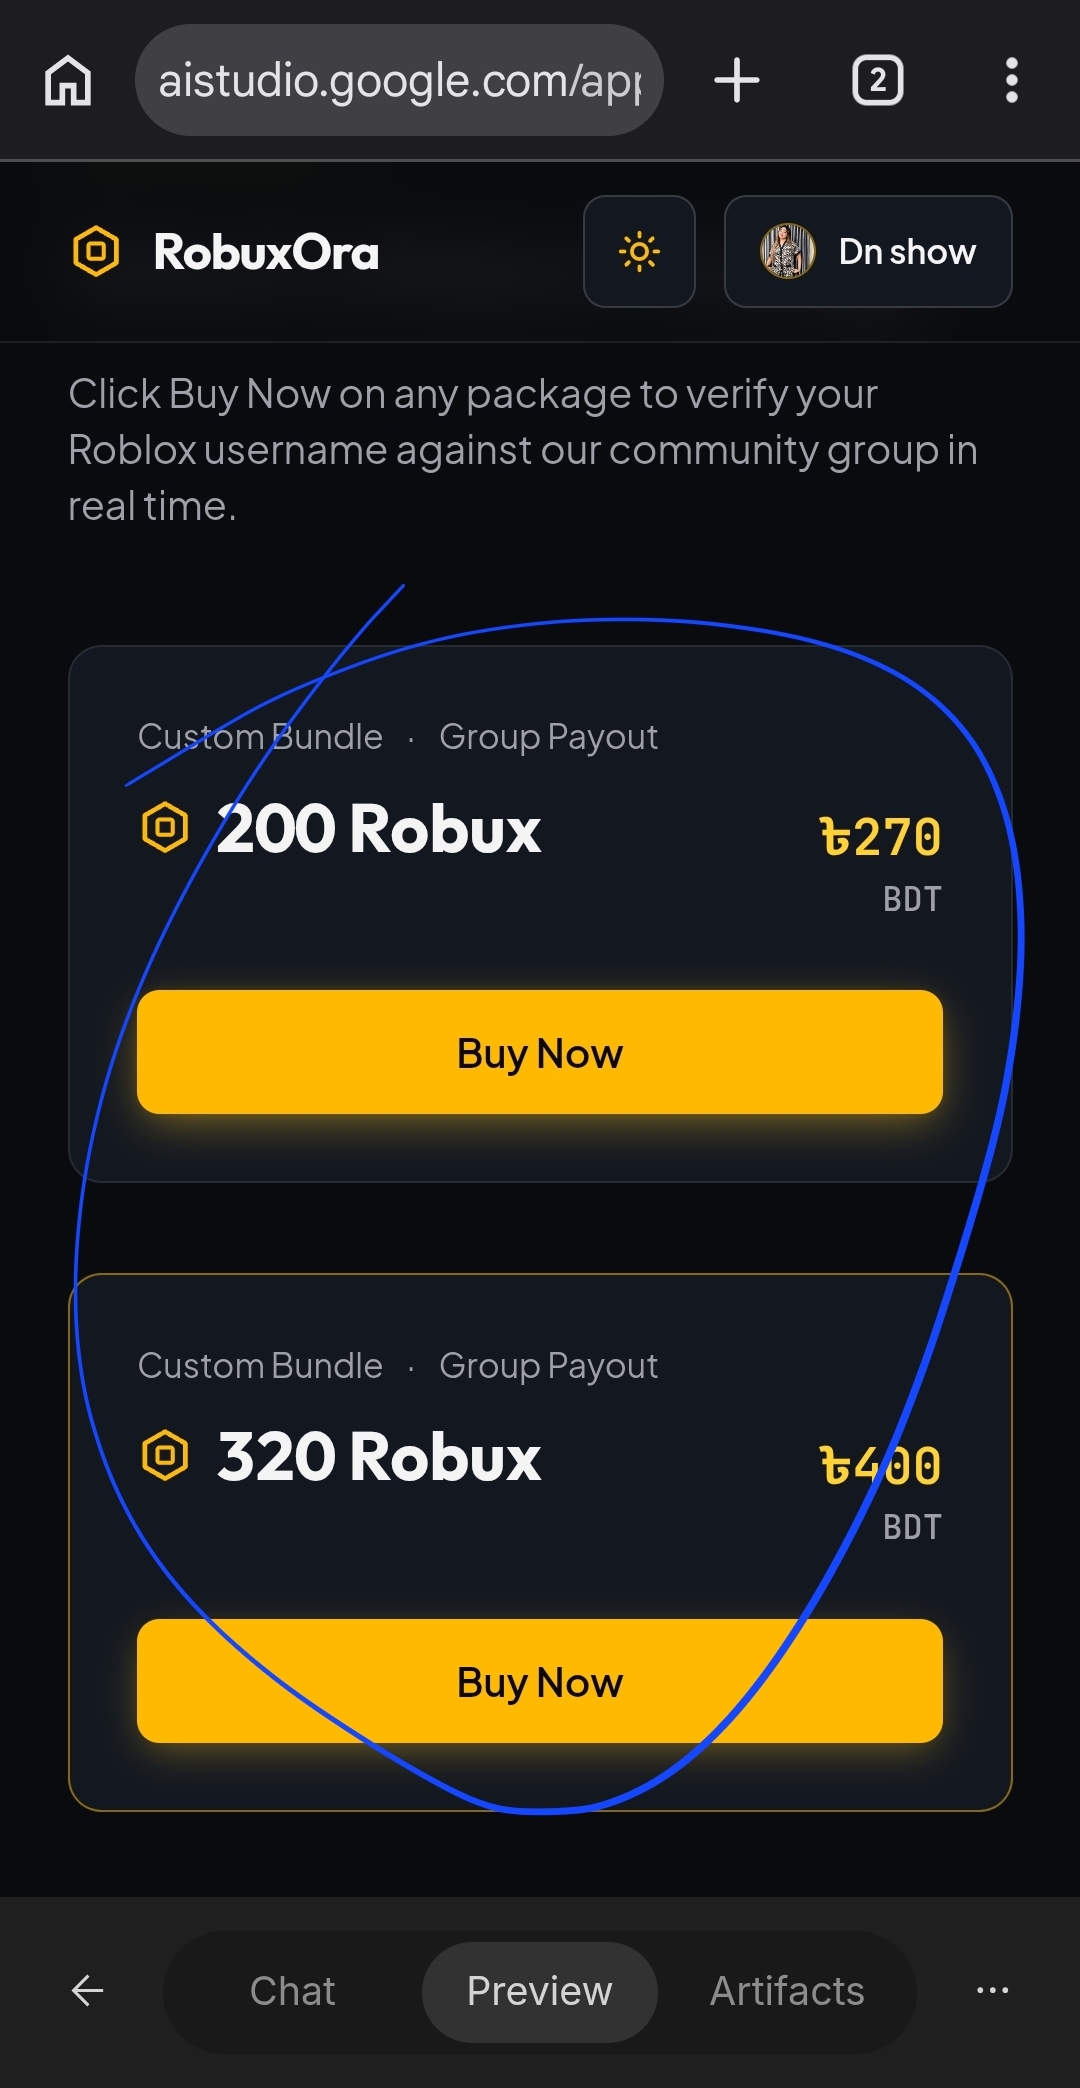 aistudio.google.com/app
2
RobuxOra
Dn show
Click Buy Now on any package to verify your
Roblox username against our community group in
real time.
Custom Bundle · Group Payout
200 Robux
৳270
BDT
Buy Now
Custom Bundle · Group Payout
320 Robux
৳400
BDT
Buy Now
Chat
Preview
Artifacts